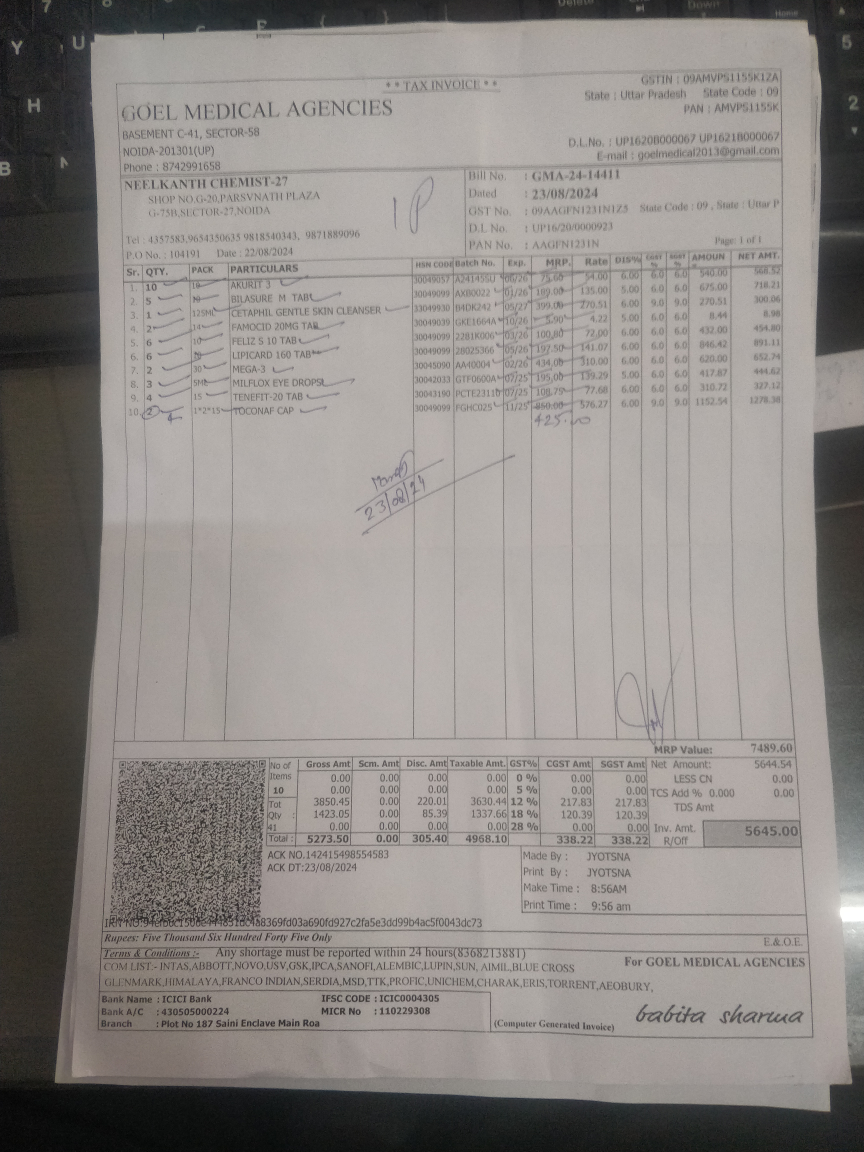 * * TAX INVOICE * *
GSTIN : 09AMVPS1155K1ZA
State : Uttar Pradesh State Code : 09
PAN : AMVPS1155K
GOEL MEDICAL AGENCIES
BASEMENT C-41, SECTOR-58
NOIDA-201301(UP)
Phone : 8742991658
D.L.No. : UP1620B000067 UP16218000067
E-mail : goelmedical2013@gmail.com
NEELKANTH CHEMIST-27
SHOP NO.G-20,PARSVNATH PLAZA
G-75B,SECTOR-27,NOIDA
Tel : 4357583,9654350635 9818540343, 9871889096
P.O No. : 104191 Date : 22/08/2024
Bill No. : GMA-24-14411
Dated : 23/08/2024
GST No. : 09AAGFN1231N1Z5 State Code : 09 , State : Uttar P
D.L No. : UP16/20/0000923
PAN No. : AAGFN1231N
Page: 1 of 1
Sr. QTY. PACK PARTICULARS HSN CODE Batch No. Exp. MRP. Rate DIS% AMOUN NET AMT.
1. 10 10 AKURIT 3 30049057 A241455U 06/26 75.60 54.00 6.00 6.0 6.0 540.00 568.52
2. 5 BILASURE M TAB 30049099 AXB0022 01/26 189.00 135.00 5.00 6.0 6.0 675.00 718.21
3. 1 125ML CETAPHIL GENTLE SKIN CLEANSER 33049930 B4DK242 05/27 399.00 270.51 6.00 9.0 9.0 270.51 300.06
4. 2 14 FAMOCID 20MG TAB 30049039 GKE1664A 10/26 5.90 4.22 5.00 6.0 6.0 8.44 8.98
5. 6 10 FELIZ S 10 TAB 30049099 2281K006 03/26 100.80 72.00 6.00 6.0 6.0 432.00 454.80
6. 6 LIPICARD 160 TAB 30049099 28025366 05/26 197.50 141.07 6.00 6.0 6.0 846.42 891.11
7. 2 30 MEGA-3 30045090 AA40004 02/26 434.00 310.00 6.00 6.0 6.0 620.00 652.74
8. 3 5ML MILFLOX EYE DROPS 30042033 GTF0600A 07/25 195.00 139.29 5.00 6.0 6.0 417.87 444.62
9. 4 15 TENEFIT-20 TAB 30043190 PCTE2311b 07/25 108.75 77.68 6.00 6.0 6.0 310.72 327.12
10. 2 1*2*15 TOCONAF CAP 30049099 FGHC025 11/25 850.00 576.27 6.00 9.0 9.0 1152.54 1278.38
4 425.00
23/08/24
MRP Value: 7489.60
No of Items Gross Amt Scm. Amt Disc. Amt Taxable Amt. GST% CGST Amt SGST Amt
0.00 0.00 0.00 0.00 0 % 0.00 0.00
10 0.00 0.00 0.00 0.00 5 % 0.00 0.00
Tot 3850.45 0.00 220.01 3630.44 12 % 217.83 217.83
Qty : 1423.05 0.00 85.39 1337.66 18 % 120.39 120.39
41 0.00 0.00 0.00 0.00 28 % 0.00 0.00
Total : 5273.50 0.00 305.40 4968.10 338.22 338.22
Net Amount: 5644.54
LESS CN 0.00
TCS Add % 0.000 0.00
TDS Amt
Inv. Amt. 5645.00
R/Off
ACK NO.142415498554583
ACK DT:23/08/2024
Made By : JYOTSNA
Print By : JYOTSNA
Make Time : 8:56AM
Print Time : 9:56 am
Rupees: Five Thousand Six Hundred Forty Five Only
E.& O.E.
Terms & Conditions :- Any shortage must be reported within 24 hours(8368213881)
COM LIST:- INTAS,ABBOTT,NOVO,USV,GSK,IPCA,SANOFI,ALEMBIC,LUPIN,SUN, AIMIL,BLUE CROSS
GLENMARK,HIMALAYA,FRANCO INDIAN,SERDIA,MSD,TTK,PROFIC,UNICHEM,CHARAK,ERIS,TORRENT,AEOBURY,
For GOEL MEDICAL AGENCIES
Bank Name : ICICI Bank IFSC CODE : ICIC0004305
Bank A/C : 430505000224 MICR No : 110229308
Branch : Plot No 187 Saini Enclave Main Roa
(Computer Generated Invoice)
babita sharma